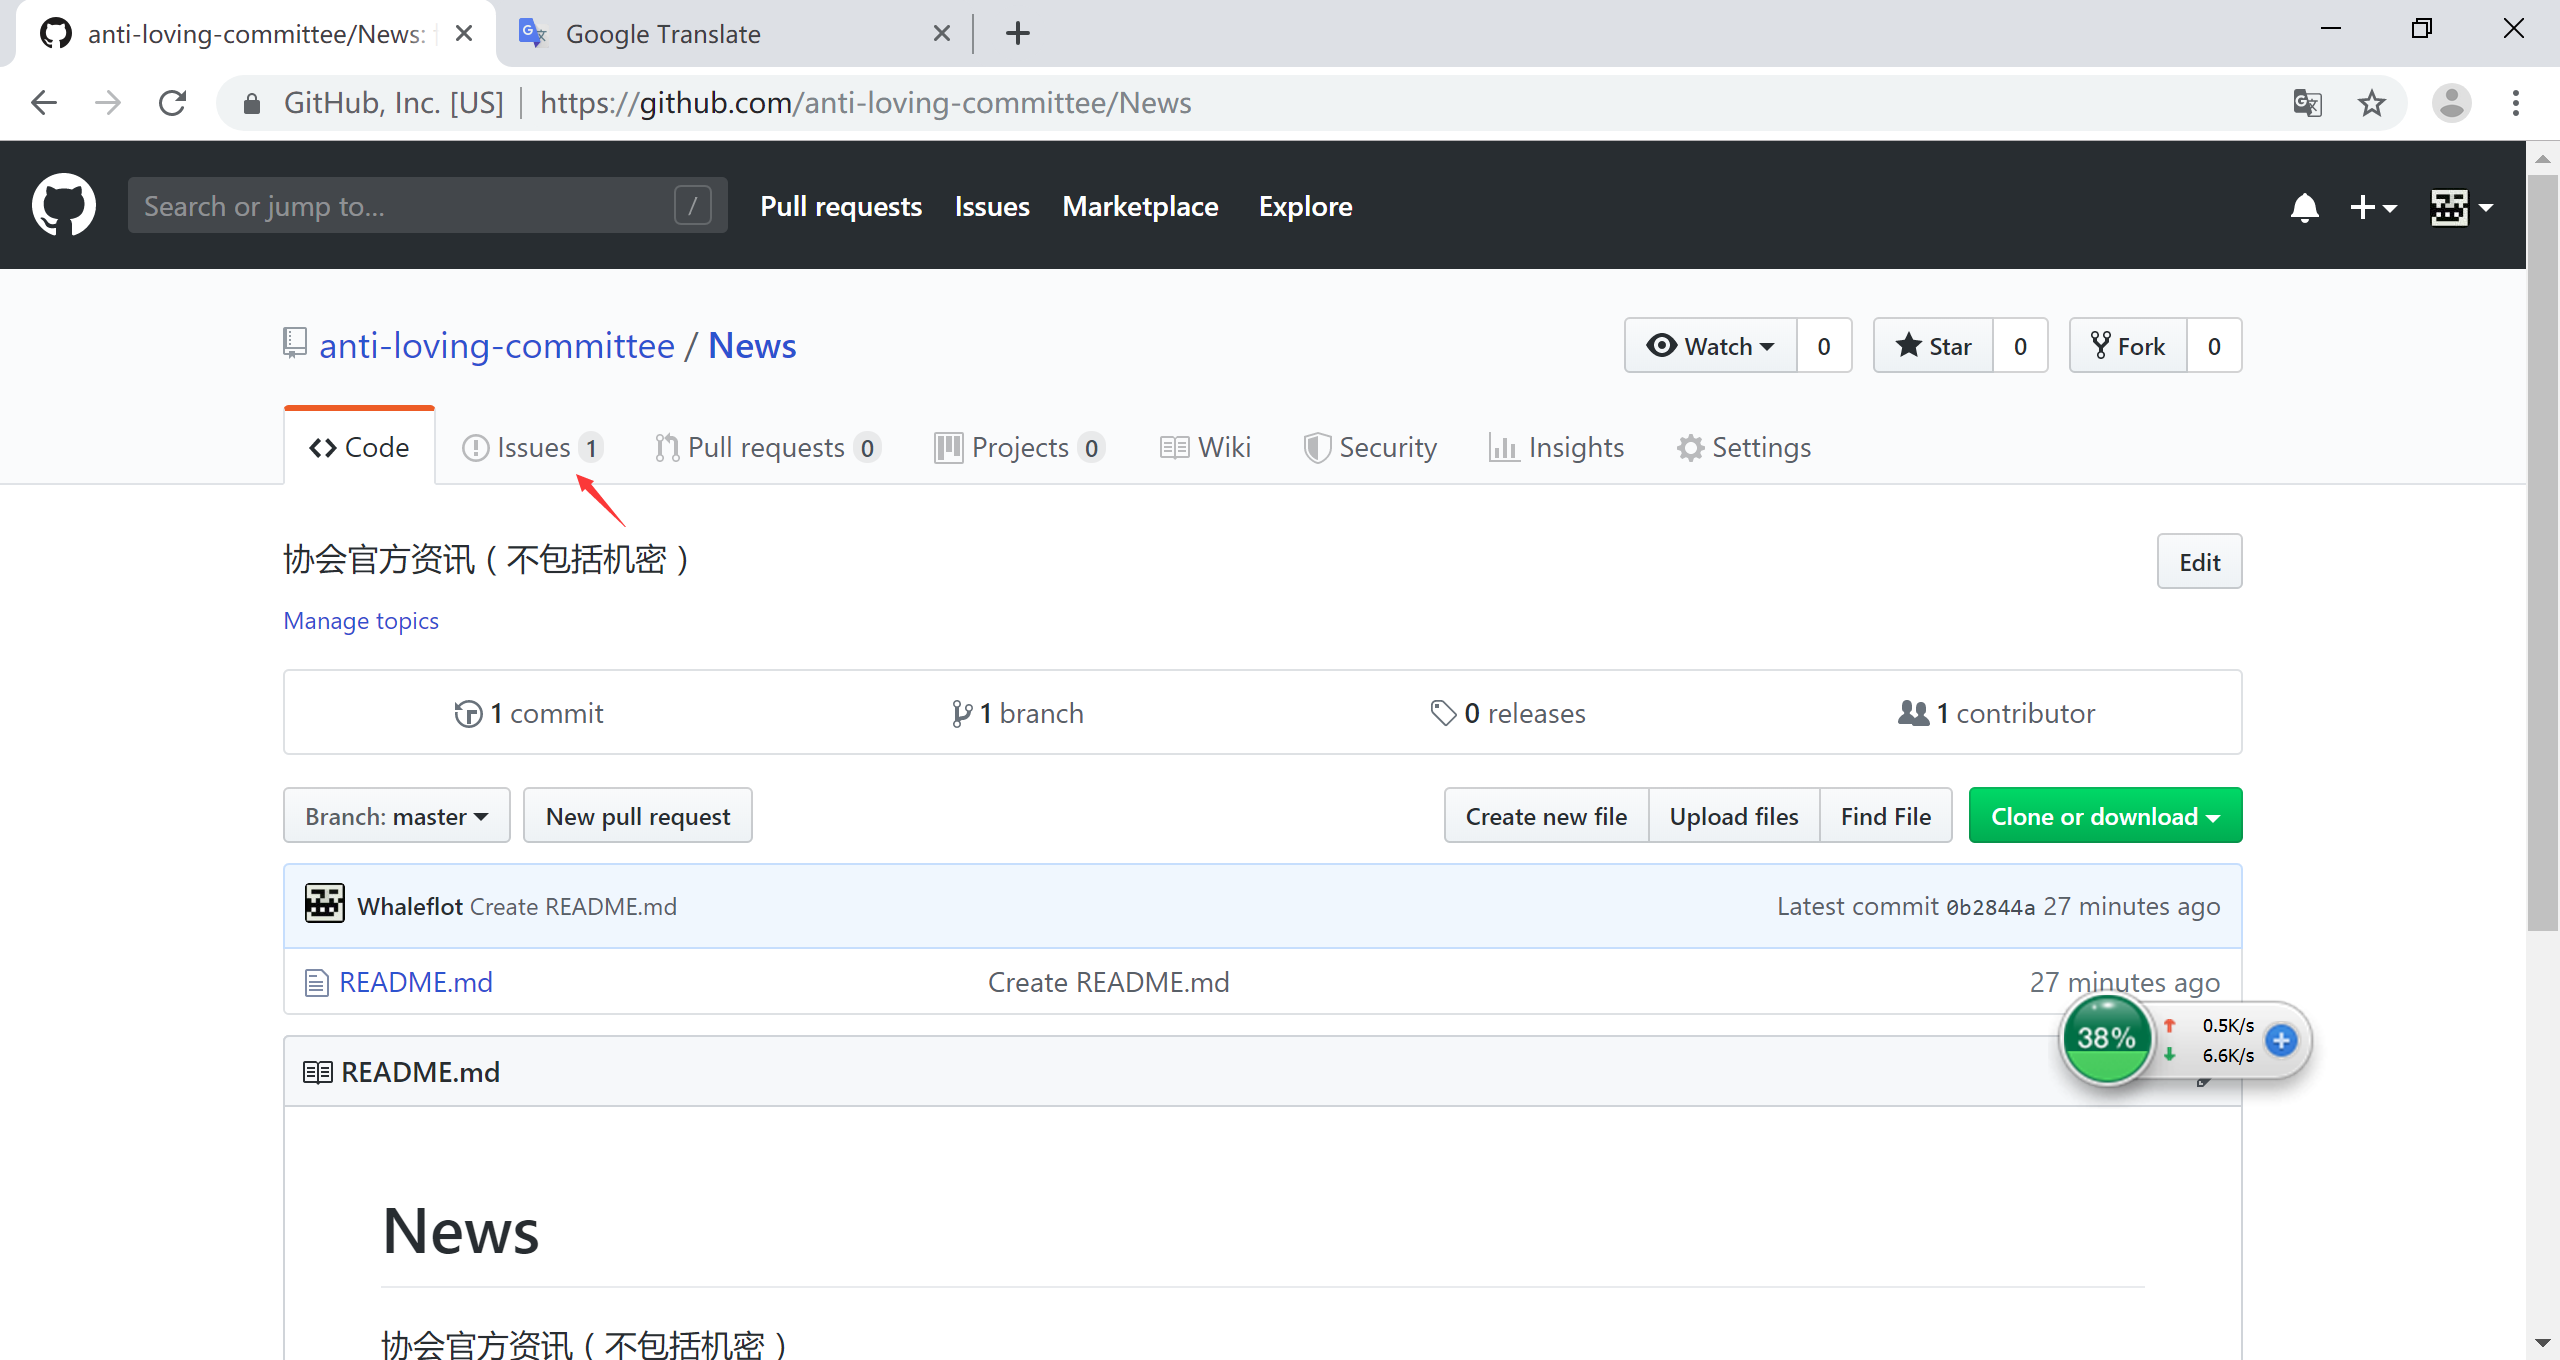 anti-loving-committee/News:
Google Translate
GitHub, Inc. [US] | https://github.com/anti-loving-committee/News
Search or jump to... /
Pull requests Issues Marketplace Explore
anti-loving-committee / News
Watch 0 Star 0 Fork 0
Code Issues 1 Pull requests 0 Projects 0 Wiki Security Insights Settings
协会官方资讯（不包括机密）
Edit
Manage topics
1 commit 1 branch 0 releases 1 contributor
Branch: master New pull request Create new file Upload files Find File Clone or download
Whaleflot Create README.md Latest commit 0b2844a 27 minutes ago
README.md Create README.md 27 minutes ago
38% 0.5K/s
6.6K/s
README.md
News
协会官方资讯（不包括机密）